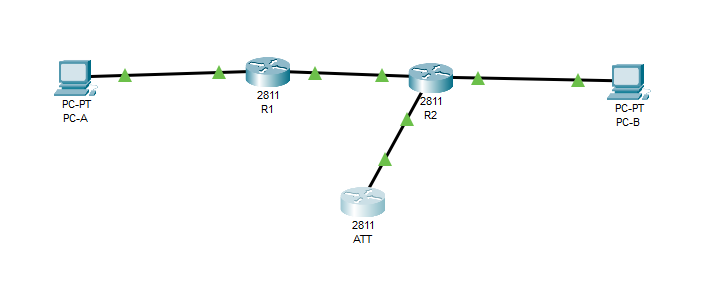 PC-PT
PC-A
2811
R1
2811
R2
PC-PT
PC-B
2811
ATT